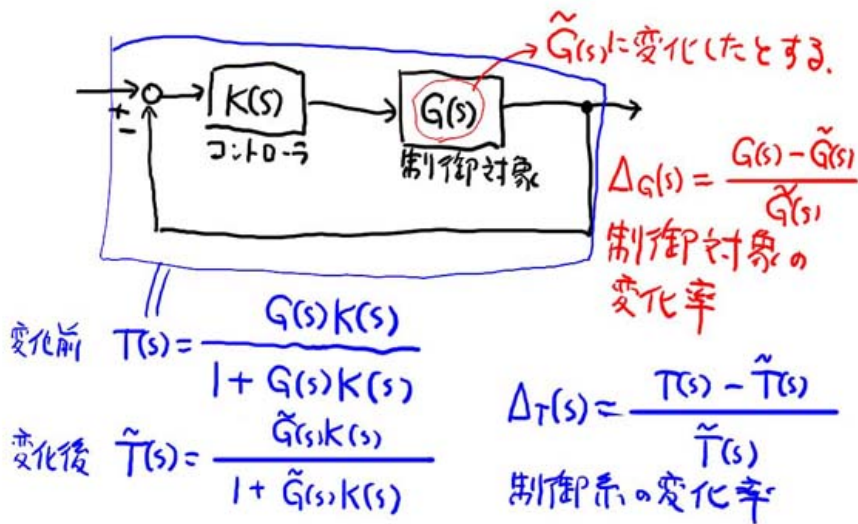 G̃(s)に変化したとする.
+
-
K(s)
コントローラ
G(s)
制御対象
Δ_G(s) = (G(s) - G̃(s)) / G̃(s)
制御対象の
変化率
変化前 T(s) = G(s)K(s) / (1 + G(s)K(s))
変化後 T̃(s) = G̃(s)K(s) / (1 + G̃(s)K(s))
Δ_T(s) = (T(s) - T̃(s)) / T̃(s)
制御系の変化率